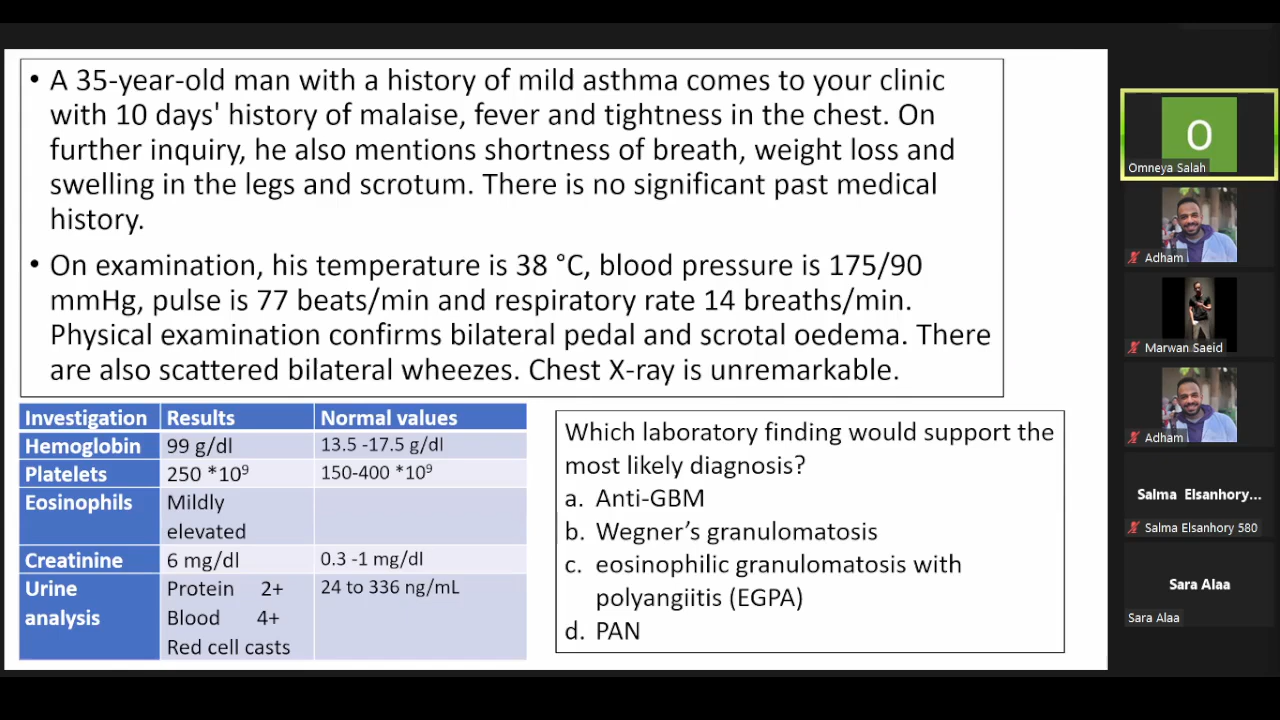 • A 35-year-old man with a history of mild asthma comes to your clinic
with 10 days' history of malaise, fever and tightness in the chest. On
further inquiry, he also mentions shortness of breath, weight loss and
swelling in the legs and scrotum. There is no significant past medical
history.
• On examination, his temperature is 38 °C, blood pressure is 175/90
mmHg, pulse is 77 beats/min and respiratory rate 14 breaths/min.
Physical examination confirms bilateral pedal and scrotal oedema. There
are also scattered bilateral wheezes. Chest X-ray is unremarkable.
Investigation Results Normal values
Hemoglobin 99 g/dl 13.5 -17.5 g/dl
Platelets 250 *10⁹ 150-400 *10⁹
Eosinophils Mildly
elevated
Creatinine 6 mg/dl 0.3 -1 mg/dl
Urine Protein 2+ 24 to 336 ng/mL
analysis Blood 4+
Red cell casts
Which laboratory finding would support the
most likely diagnosis?
a. Anti-GBM
b. Wegner’s granulomatosis
c. eosinophilic granulomatosis with
polyangiitis (EGPA)
d. PAN
O
Omneya Salah
Adham
Marwan Saeid
Adham
Salma Elsanhory...
Salma Elsanhory 580
Sara Alaa
Sara Alaa